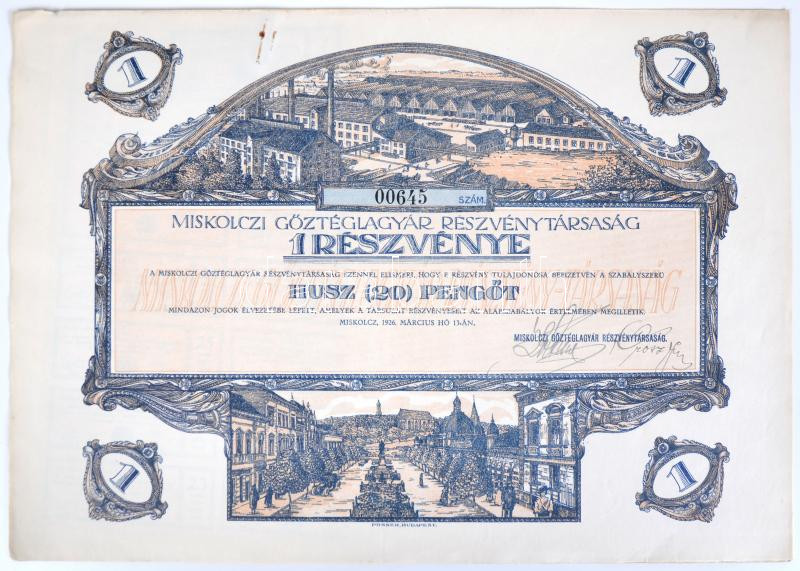 1
1
00645 SZÁM.
MISKOLCZI GŐZTÉGLAGYÁR RÉSZVÉNYTÁRSASÁG
1 RÉSZVÉNYE
A MISKOLCZI GŐZTÉGLAGYÁR RÉSZVÉNYTÁRSASÁG EZENNEL ELISMERI, HOGY E RÉSZVÉNY TULAJDONOSA BEFIZETVÉN A SZABÁLYSZERŰ
HUSZ (20) PENGŐT
MINDAZON JOGOK ÉLVEZETÉBE LÉPETT, AMELYEK A TÁRSULAT RÉSZVÉNYESEIT AZ ALAPSZABÁLYOK ÉRTELMÉBEN MEGILLETIK.
MISKOLCZ, 1926. MÁRCIUS HÓ 13-ÁN.
MISKOLCZI GŐZTÉGLAGYÁR RÉSZVÉNYTÁRSASÁG.
1
1
POSNER, BUDAPEST.